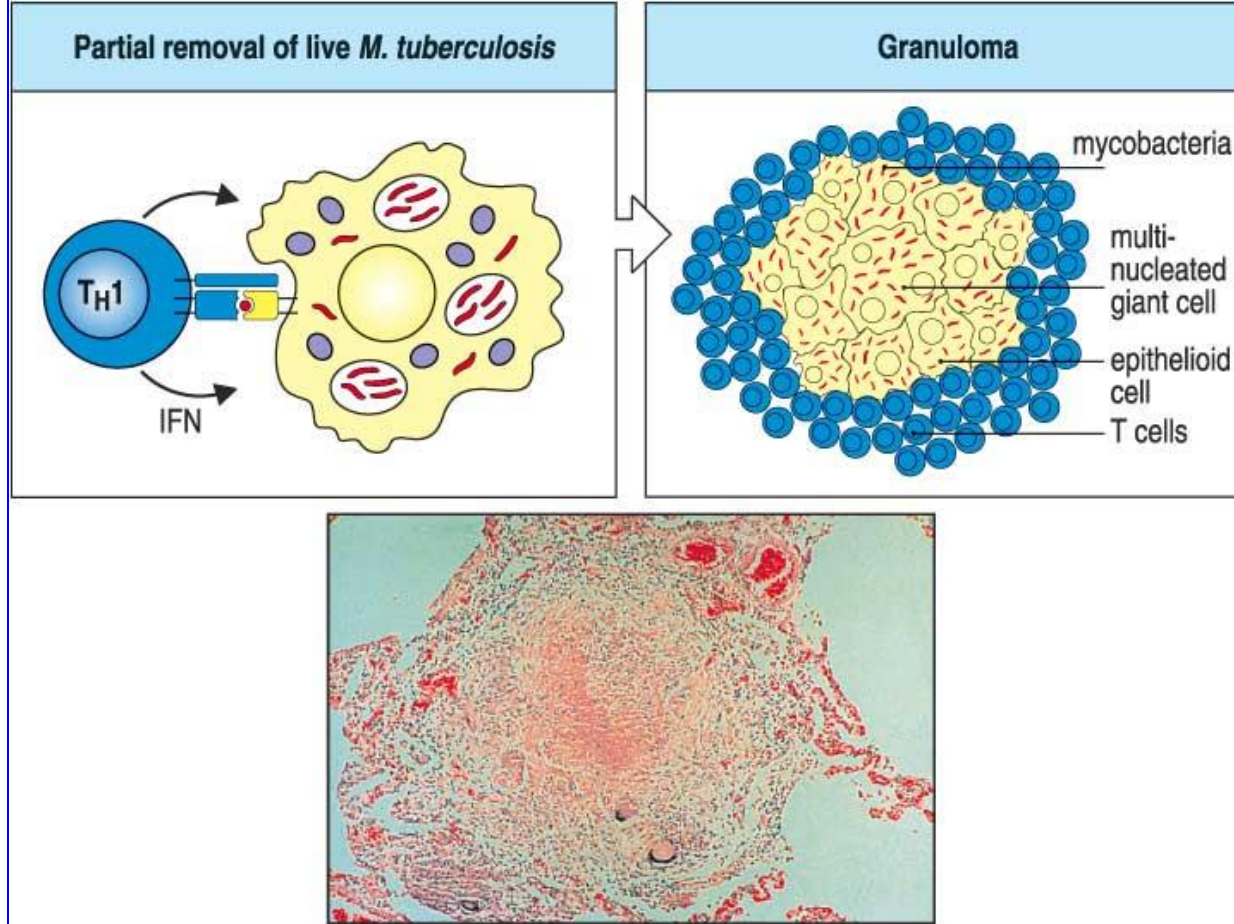 Partial removal of live M. tuberculosis
Granuloma
TH1
IFN
mycobacteria
multi-
nucleated
giant cell
epithelioid
cell
T cells